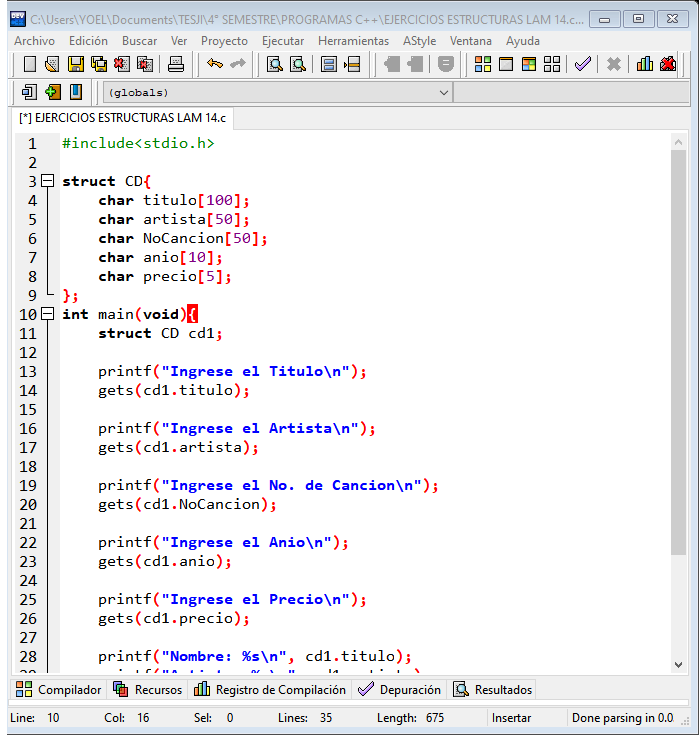 C:\Users\YOEL\Documents\TESJI\4° SEMESTRE\PROGRAMAS C++\EJERCICIOS ESTRUCTURAS LAM 14.c...
Archivo Edición Buscar Ver Proyecto Ejecutar Herramientas AStyle Ventana Ayuda
(globals)
[*] EJERCICIOS ESTRUCTURAS LAM 14.c
1 #include<stdio.h>
2
3 struct CD{
4 char titulo[100];
5 char artista[50];
6 char NoCancion[50];
7 char anio[10];
8 char precio[5];
9 };
10 int main(void){
11 struct CD cd1;
12
13 printf("Ingrese el Titulo\n");
14 gets(cd1.titulo);
15
16 printf("Ingrese el Artista\n");
17 gets(cd1.artista);
18
19 printf("Ingrese el No. de Cancion\n");
20 gets(cd1.NoCancion);
21
22 printf("Ingrese el Anio\n");
23 gets(cd1.anio);
24
25 printf("Ingrese el Precio\n");
26 gets(cd1.precio);
27
28 printf("Nombre: %s\n", cd1.titulo);
Compilador Recursos Registro de Compilación Depuración Resultados
Line: 10 Col: 16 Sel: 0 Lines: 35 Length: 675 Insertar Done parsing in 0.0